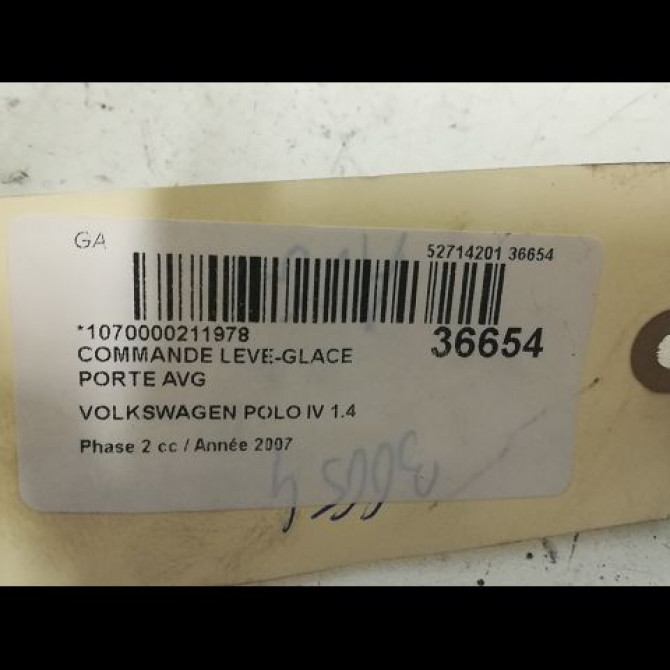 GA
52714201 36654
*1070000211978
36654
COMMANDE LEVE-GLACE
PORTE AVG
VOLKSWAGEN POLO IV 1.4
Phase 2 cc / Année 2007
36654